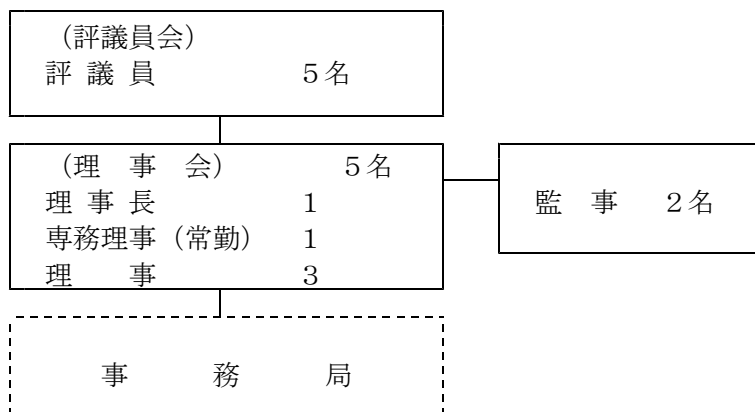 （評議員会）
評 議 員　　　　　５名
（理　事　会）　　　　５名
理 事 長　　　　　１
専務理事（常勤）　１
理　　事　　　　　３
監　事　２名
事　　務　　局